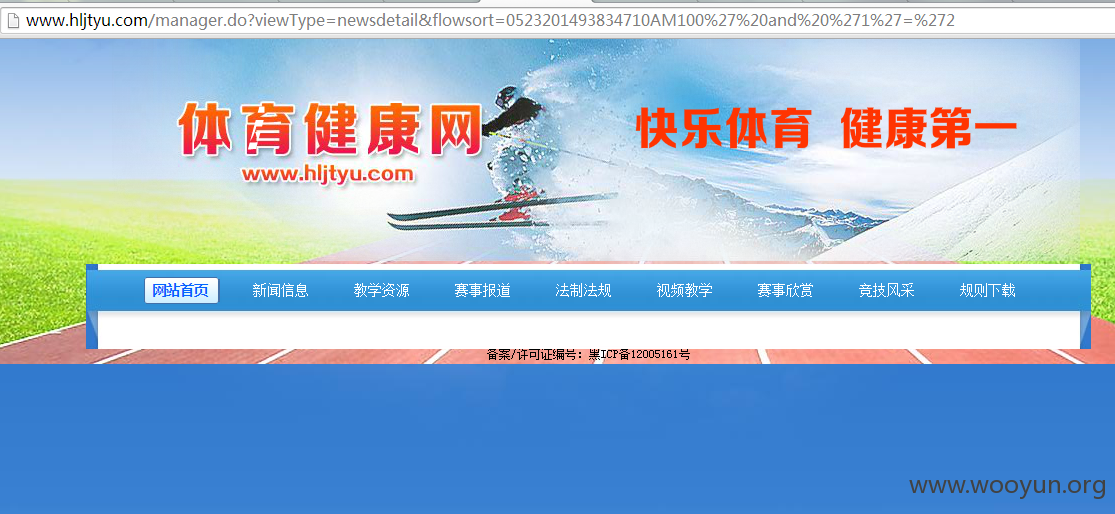 www.hljtyu.com/manager.do?viewType=newsdetail&flowsort=0523201493834710AM100%27%20and%20%271%27=%272
体育健康网
www.hljtyu.com
快乐体育 健康第一
网站首页 新闻信息 教学资源 赛事报道 法制法规 视频教学 赛事欣赏 竞技风采 规则下载
备案/许可证编号：黑ICP备12005161号
www.wooyun.org